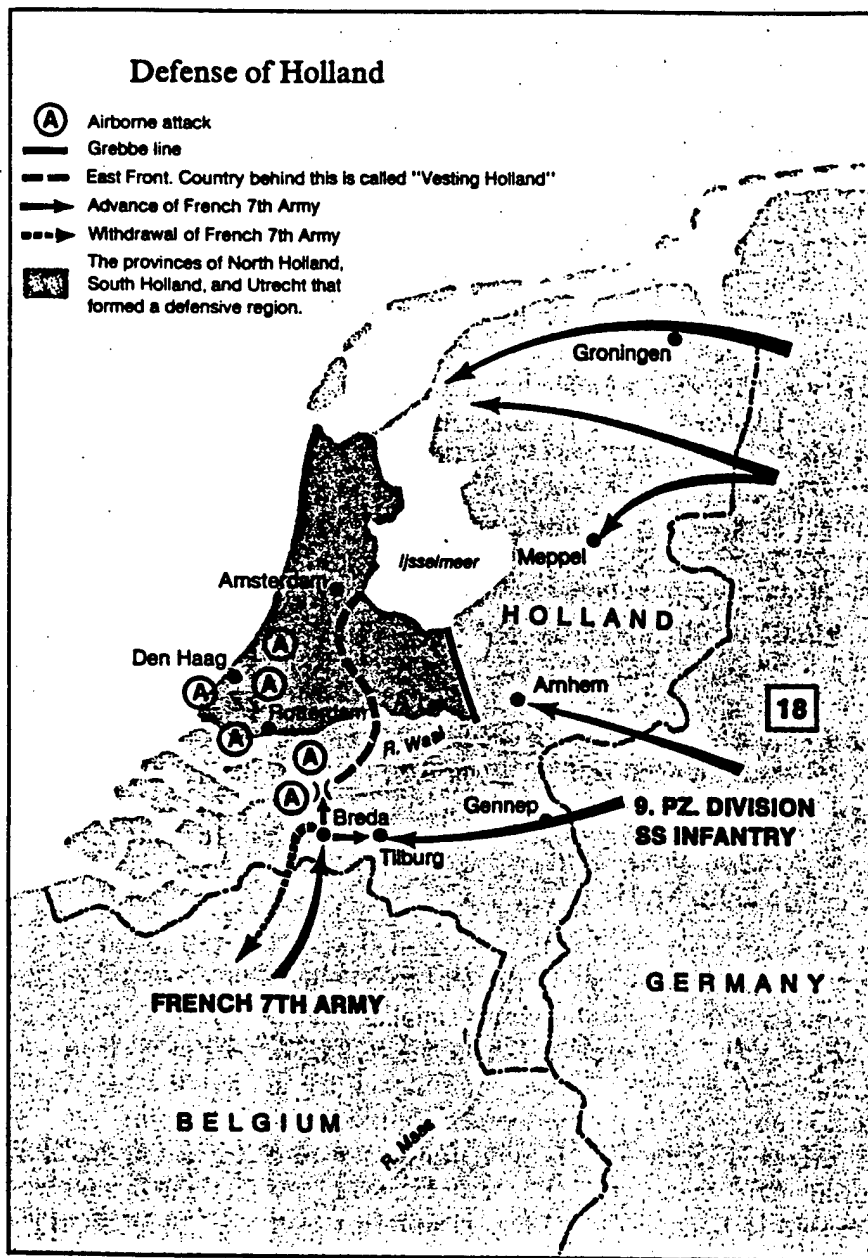 Defense of Holland
A Airborne attack
Grebbe line
East Front. Country behind this is called "Vesting Holland"
Advance of French 7th Army
Withdrawal of French 7th Army
The provinces of North Holland,
South Holland, and Utrecht that
formed a defensive region.
Groningen
Meppel
Ijsselmeer
Amsterdam
HOLLAND
A
Den Haag
A
A
Arnhem
18
Rotterdam
A
R. Waal
A
A
Breda
Gennep
9. PZ. DIVISION
SS INFANTRY
Tilburg
FRENCH 7TH ARMY
GERMANY
BELGIUM
R. Maas